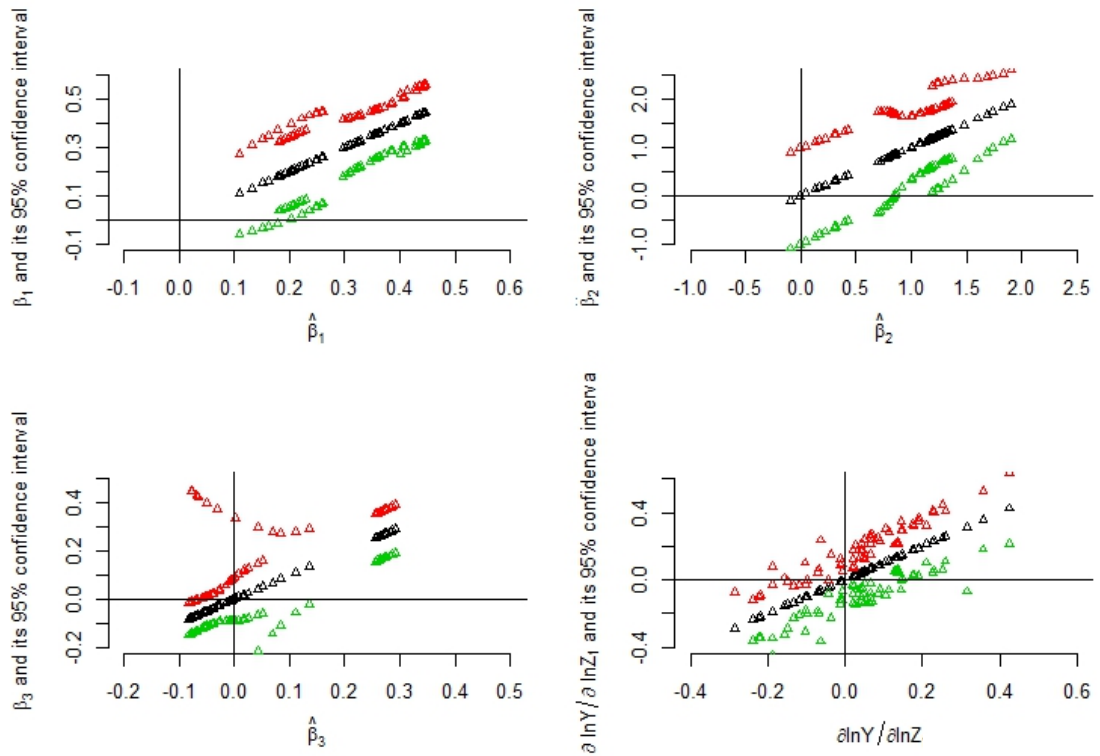 β₁ and its 95% confidence interval
0.5
0.3
0.1
-0.1
-0.1 0.0 0.1 0.2 0.3 0.4 0.5 0.6
β̂₁
β₂ and its 95% confidence interval
2.0
1.0
0.0
-1.0
-1.0 -0.5 0.0 0.5 1.0 1.5 2.0 2.5
β̂₂
β₃ and its 95% confidence interval
0.4
0.2
0.0
-0.2
-0.2 -0.1 0.0 0.1 0.2 0.3 0.4 0.5
β̂₃
∂ lnY / ∂ lnZ₁ and its 95% confidence interva
0.4
0.0
-0.4
-0.4 -0.2 0.0 0.2 0.4 0.6
∂lnY / ∂lnZ